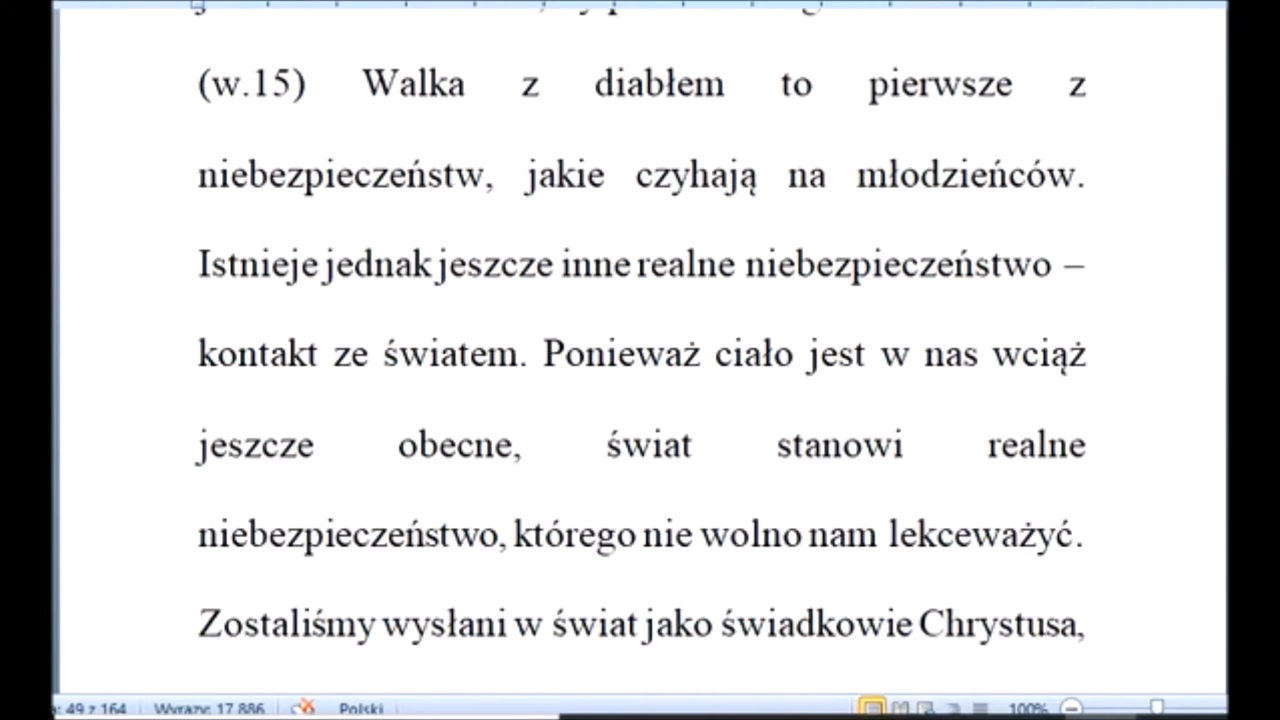 (w.15) Walka z diabłem to pierwsze z
niebezpieczeństw, jakie czyhają na młodzieńców.
Istnieje jednak jeszcze inne realne niebezpieczeństwo –
kontakt ze światem. Ponieważ ciało jest w nas wciąż
jeszcze obecne, świat stanowi realne
niebezpieczeństwo, którego nie wolno nam lekceważyć.
Zostaliśmy wysłani w świat jako świadkowie Chrystusa,
: 49 z 164 Wyrazy: 17 886 Polski 100%